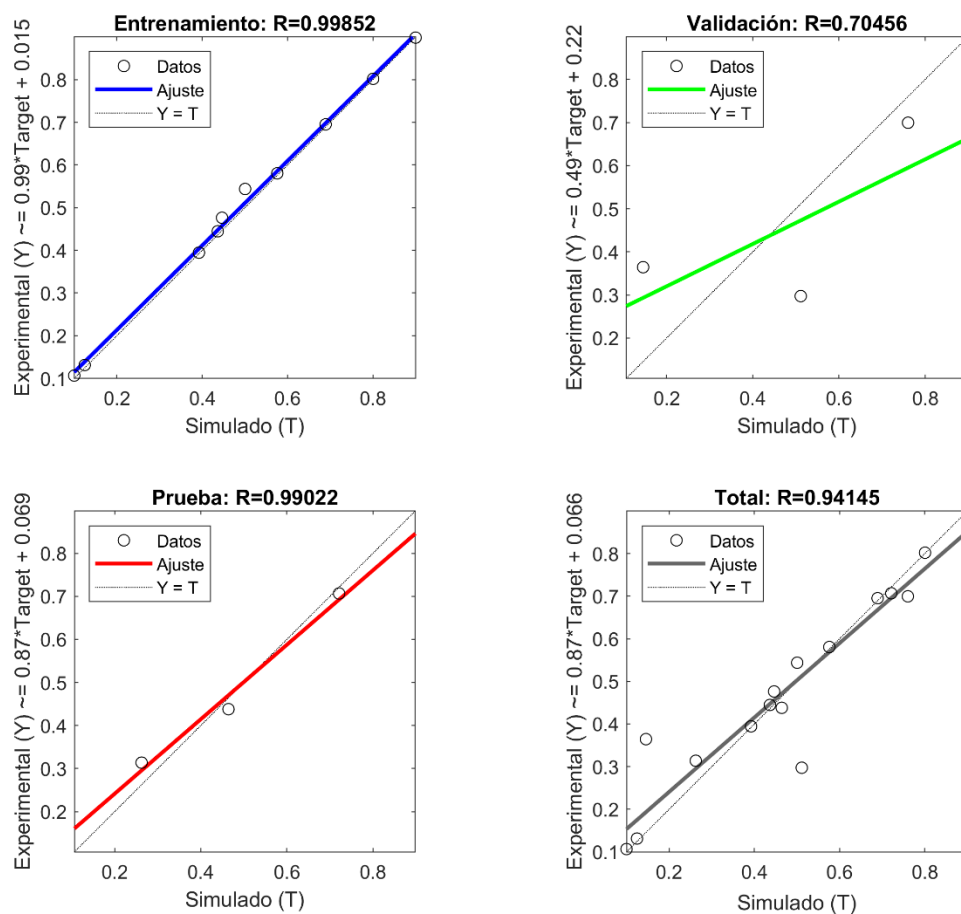 Entrenamiento: R=0.99852
Experimental (Y) ~= 0.99*Target + 0.015
Datos
Ajuste
Y = T
0.8
0.7
0.6
0.5
0.4
0.3
0.2
0.1
0.2 0.4 0.6 0.8
Simulado (T)
Validación: R=0.70456
Experimental (Y) ~= 0.49*Target + 0.22
Datos
Ajuste
Y = T
0.8
0.7
0.6
0.5
0.4
0.3
0.2
0.2 0.4 0.6 0.8
Simulado (T)
Prueba: R=0.99022
Experimental (Y) ~= 0.87*Target + 0.069
Datos
Ajuste
Y = T
0.8
0.7
0.6
0.5
0.4
0.3
0.2
0.2 0.4 0.6 0.8
Simulado (T)
Total: R=0.94145
Experimental (Y) ~= 0.87*Target + 0.066
Datos
Ajuste
Y = T
0.8
0.7
0.6
0.5
0.4
0.3
0.2
0.1
0.2 0.4 0.6 0.8
Simulado (T)